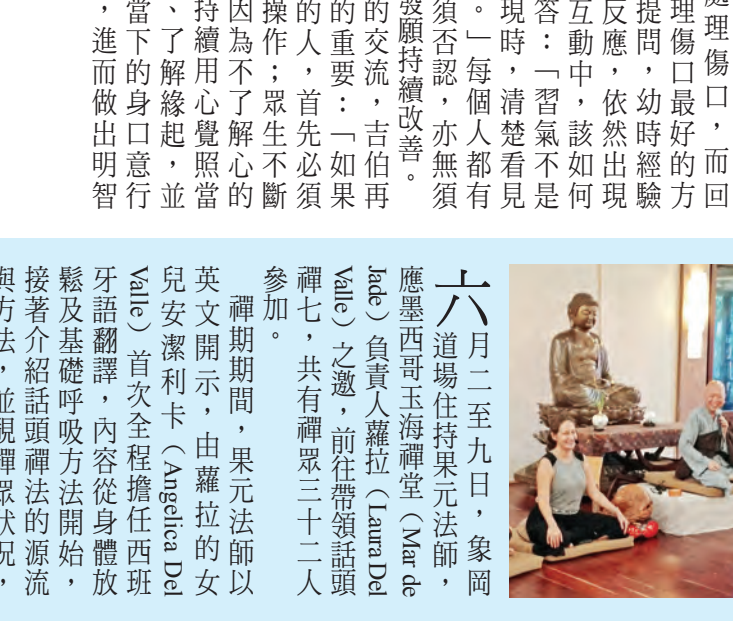 處理傷口,而回
理傷口最好的方
提問,幼時經驗
反應,依然出現
互動中,該如何
答:「習氣不是
現時,清楚看見
。」每個人都有
須否認,亦無須
發願持續改善。
的交流,吉伯再
的重要:「如果
的人,首先必須
操作;眾生不斷
因為不了解心的
持續用心覺照當
、了解緣起,並
當下的身口意行
,進而做出明智
六月二至九日,象岡
道場住持果元法師,
應墨西哥玉海禪堂(Mar de
Jade)負責人蘿拉(Laura Del
Valle)之邀,前往帶領話頭
禪七,共有禪眾三十二人
參加。
禪期期間,果元法師以
英文開示,由蘿拉的女
兒安潔利卡(Angelica Del
Valle)首次全程擔任西班
牙語翻譯,內容從身體放
鬆及基礎呼吸方法開始,
接著介紹話頭禪法的源流
與方法,並視禪眾狀況,